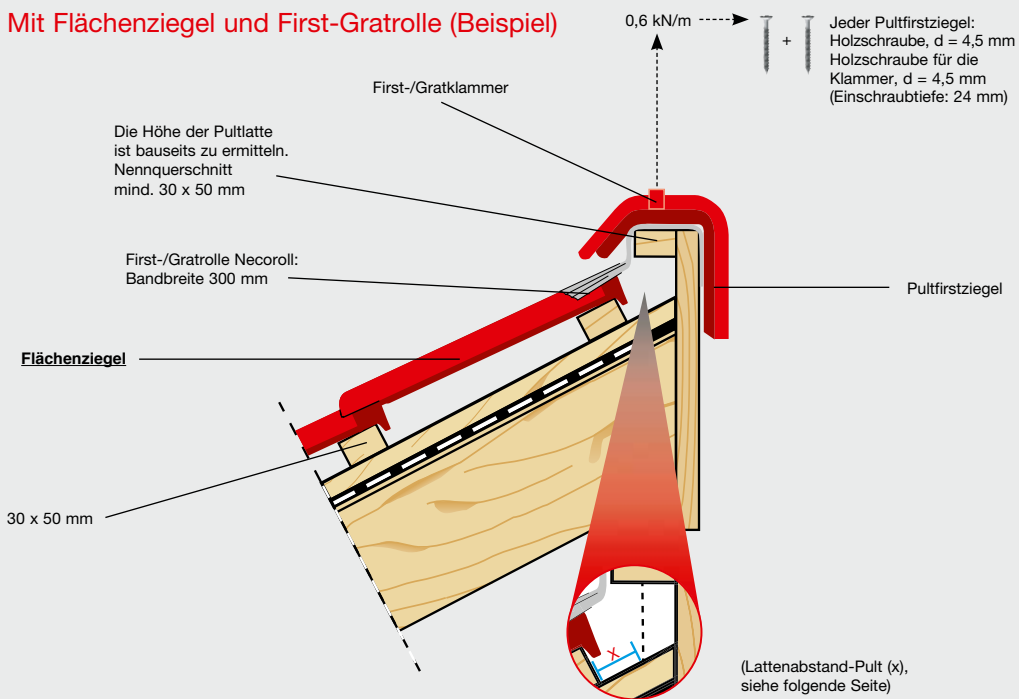 Mit Flächenziegel und First-Gratrolle (Beispiel)
0,6 kN/m
+
Jeder Pultfirstziegel:
Holzschraube, d = 4,5 mm
Holzschraube für die
Klammer, d = 4,5 mm
(Einschraubtiefe: 24 mm)
First-/Gratklammer
Die Höhe der Pultlatte
ist bauseits zu ermitteln.
Nennquerschnitt
mind. 30 x 50 mm
First-/Gratrolle Necoroll:
Bandbreite 300 mm
Pultfirstziegel
Flächenziegel
30 x 50 mm
x
(Lattenabstand-Pult (x),
siehe folgende Seite)